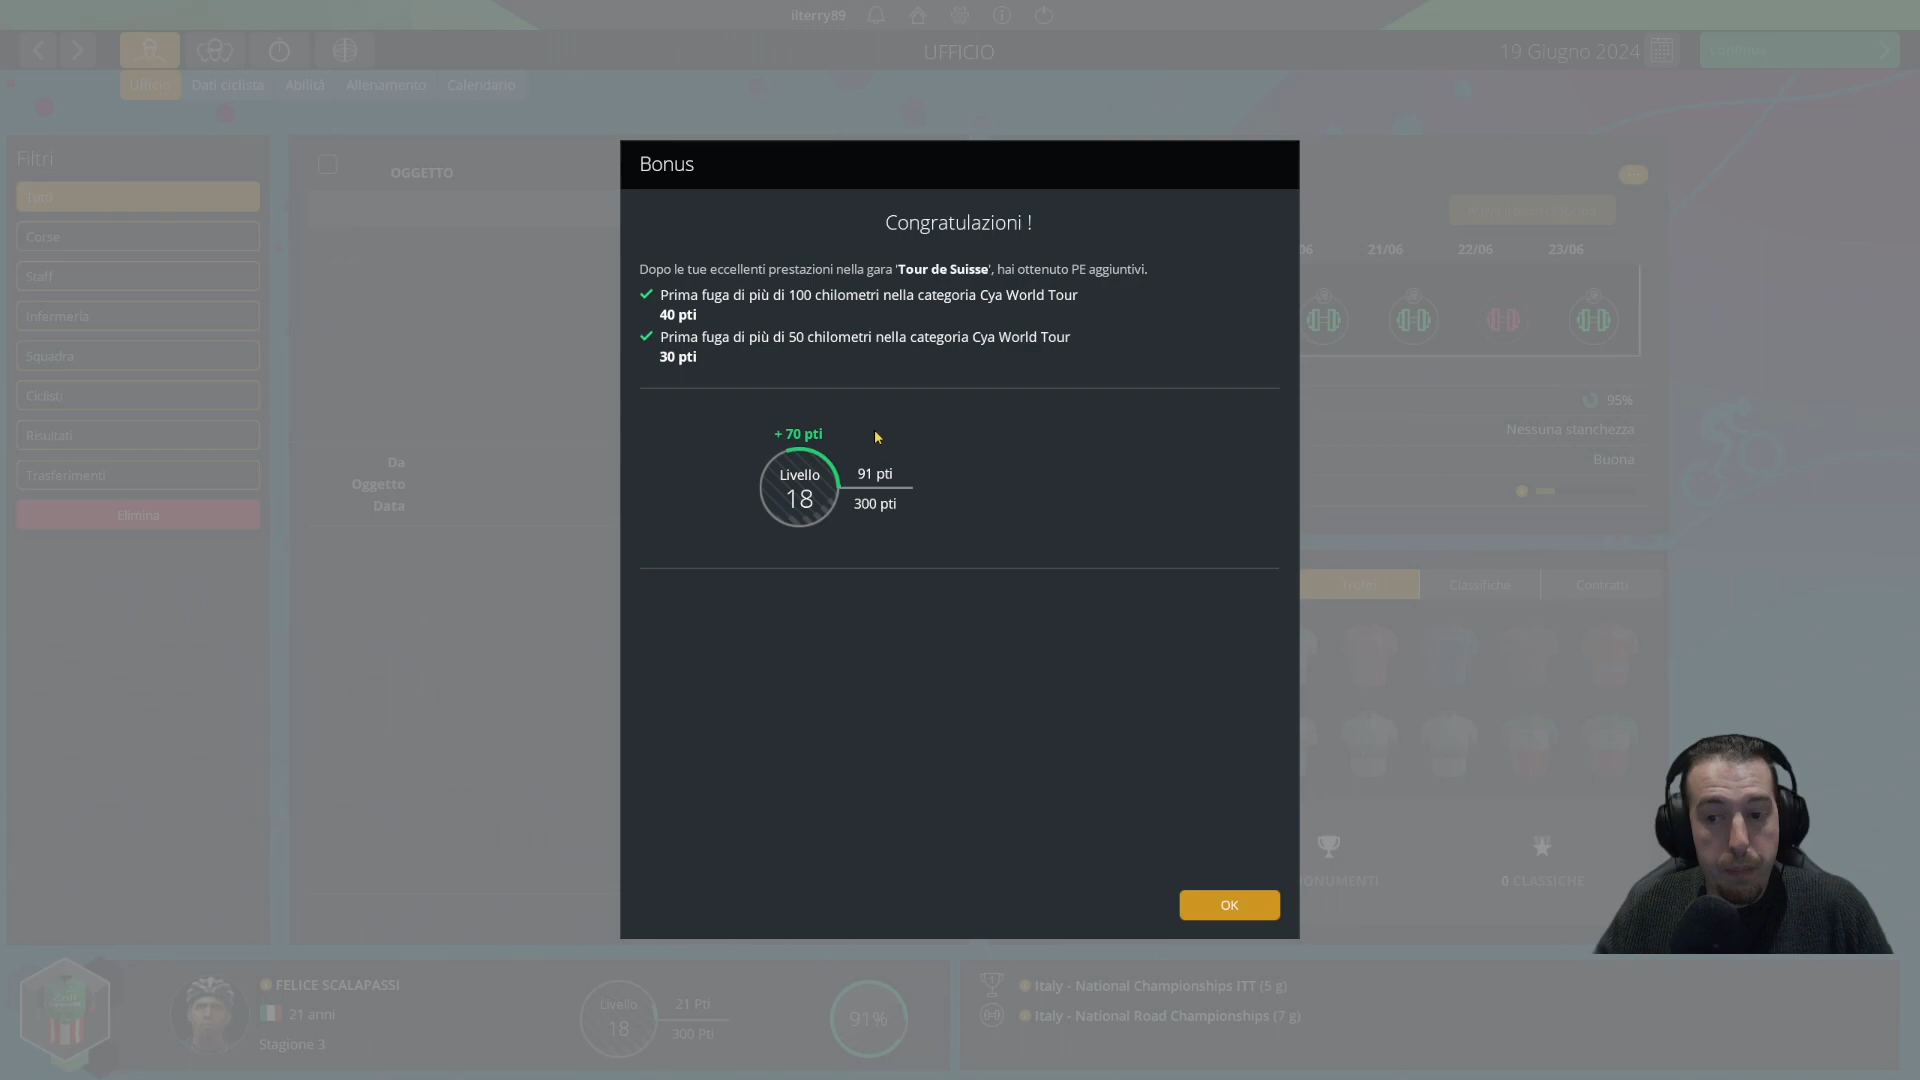 ilterry89
UFFICIO
19 Giugno 2024
continua
Ufficio
Dati ciclista
Abilità
Allenamento
Calendario
Filtri
Tutti
Corse
Staff
Infermeria
Squadra
Ciclisti
Risultati
Trasferimenti
Elimina
OGGETTO
Da
Oggetto
Data
Bonus
Congratulazioni !
Dopo le tue eccellenti prestazioni nella gara 'Tour de Suisse', hai ottenuto PE aggiuntivi.
Prima fuga di più di 100 chilometri nella categoria Cya World Tour
40 pti
Prima fuga di più di 50 chilometri nella categoria Cya World Tour
30 pti
+ 70 pti
Livello
18
91 pti
300 pti
OK
21/06
22/06
23/06
95%
Nessuna stanchezza
Buona
Trofei
Classifiche
Contratti
0 CLASSICHE
FELICE SCALAPASSI
21 anni
Stagione 3
Livello
18
21 Pti
300 Pti
91%
Italy - National Championships ITT (5 g)
Italy - National Road Championships (7 g)